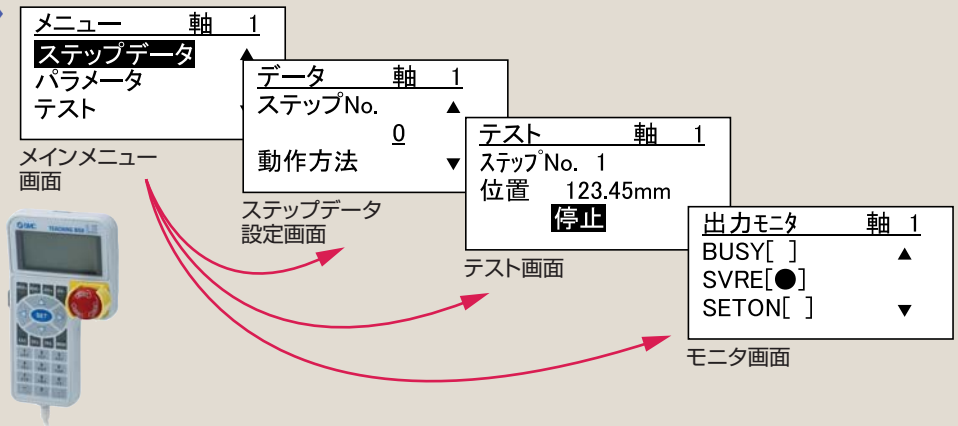 メニュー 軸 1
ステップデータ ▲
パラメータ
テスト
メインメニュー
画面
データ 軸 1
ステップNo. ▲
0
動作方法 ▼
ステップデータ
設定画面
テスト 軸 1
ステップNo. 1
位置 123.45mm
停止
テスト画面
出力モニタ 軸 1
BUSY[ ] ▲
SVRE[●]
SETON[ ] ▼
モニタ画面
SMC TEACHING BOX LE
SET